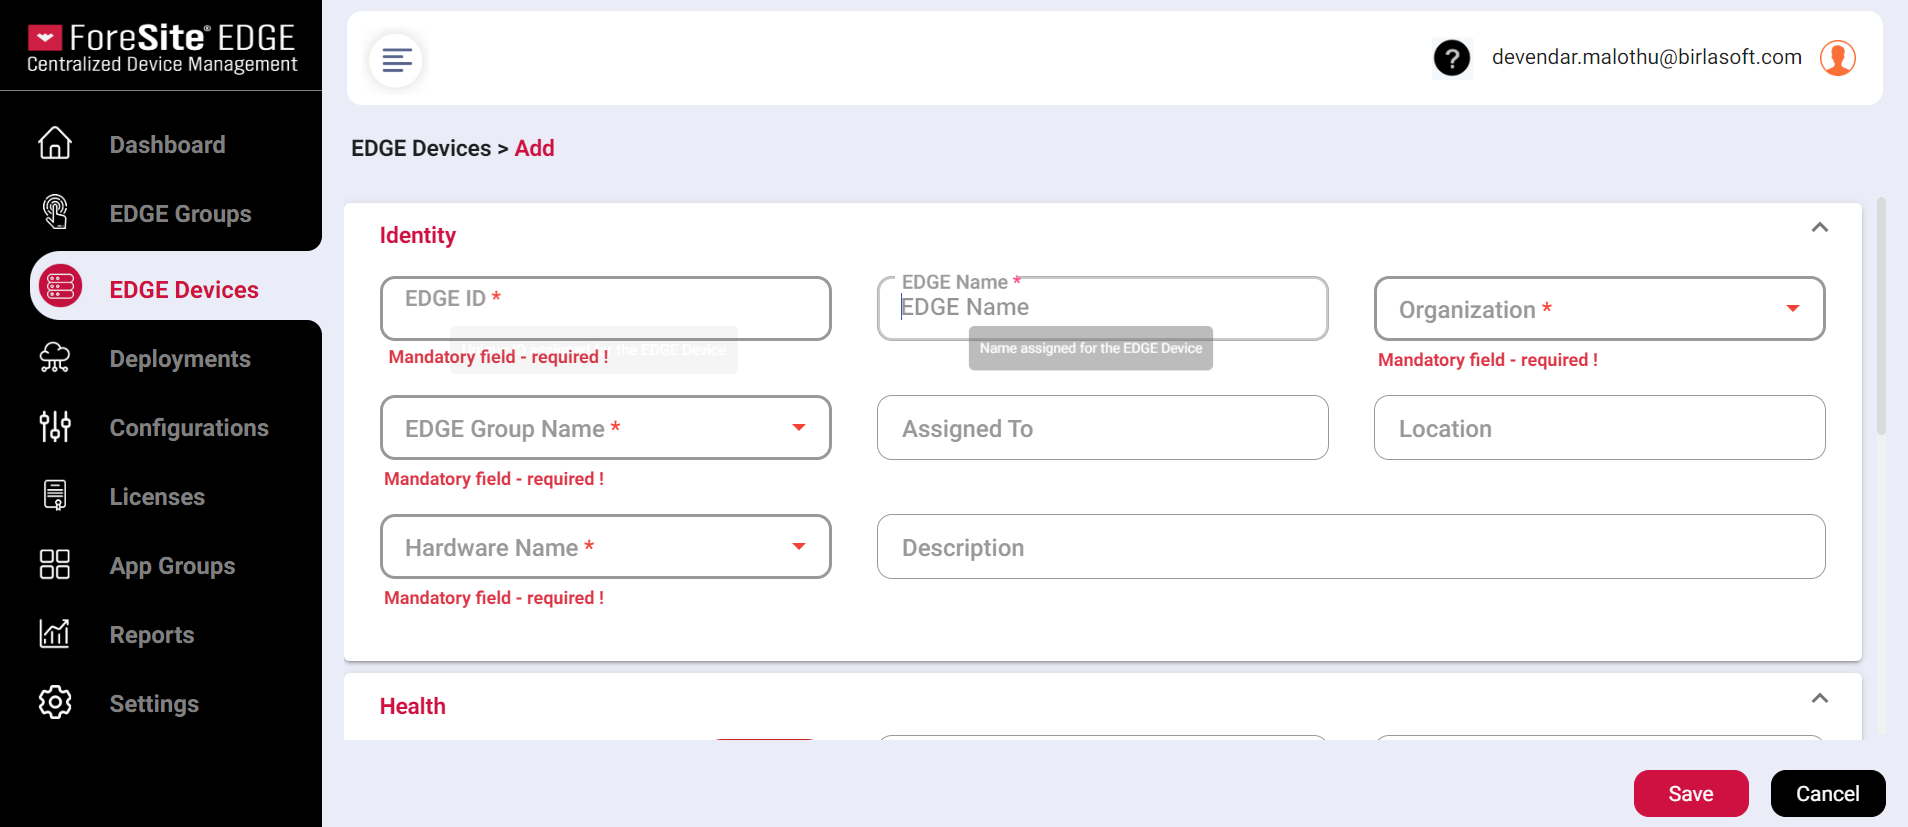 ForeSite® EDGE
Centralized Device Management
Dashboard
EDGE Groups
EDGE Devices
Deployments
Configurations
Licenses
App Groups
Reports
Settings
?
devendar.malothu@birlasoft.com
EDGE Devices > Add
Identity
EDGE ID *
EDGE Name *
EDGE Name
Organization *
Mandatory field - required !
the EDGE Device
Name assigned for the EDGE Device
Mandatory field - required !
EDGE Group Name *
Assigned To
Location
Mandatory field - required !
Hardware Name *
Description
Mandatory field - required !
Health
Save
Cancel